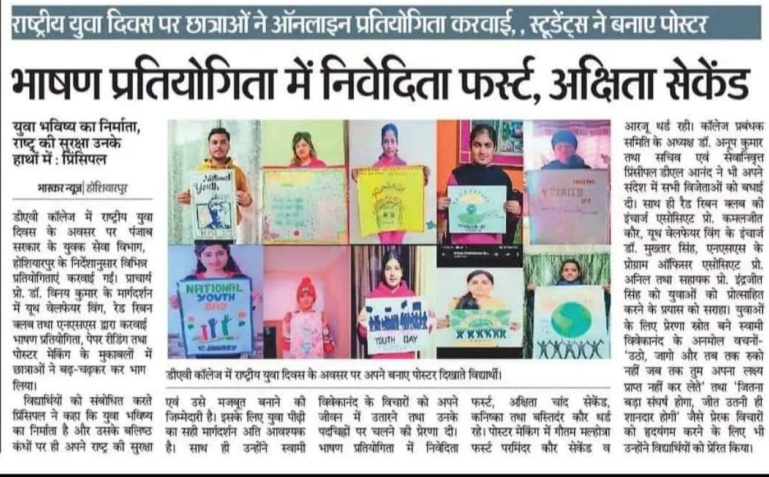 राष्ट्रीय युवा दिवस पर छात्राओं ने ऑनलाइन प्रतियोगिता करवाई, , स्टूडेंट्स ने बनाए पोस्टर
भाषण प्रतियोगिता में निवेदिता फर्स्ट, अक्षिता सेकेंड
युवा भविष्य का निर्माता,
राष्ट्र की सुरक्षा उनके
हाथों में : प्रिंसिपल
भास्कर न्यूज | होशियारपुर
डीएवी कॉलेज में राष्ट्रीय युवा
दिवस के अवसर पर पंजाब
सरकार के युवक सेवा विभाग,
होशियारपुर के निर्देशानुसार विभिन्न
प्रतियोगिताएं करवाई गई। प्राचार्य
प्रो. डॉ. विनय कुमार के मार्गदर्शन
में यूथ वेलफेयर विंग, रेड रिबन
क्लब तथा एनएसएस द्वारा करवाई
भाषण प्रतियोगिता, पेपर रीडिंग तथा
पोस्टर मेकिंग के मुकाबलों में
छात्राओं ने बढ़-चढ़कर कर भाग
लिया।
विद्यार्थियों को संबोधित करते
प्रिंसिपल ने कहा कि युवा भविष्य
का निर्माता है और उसके बलिष्ठ
कंधों पर ही अपने राष्ट्र की सुरक्षा
National
Youth
Day
YOUTH
NATIONAL
YOUTH
DAY
12 JANUARY
YOUTH DAY
डीएवी कॉलेज में राष्ट्रीय युवा दिवस के अवसर पर अपने बनाए पोस्टर दिखाते विद्यार्थी।
एवं उसे मजबूत बनाने की
जिम्मेदारी है। इसके लिए युवा पीढ़ी
का सही मार्गदर्शन अति आवश्यक
है। साथ ही उन्होंने स्वामी
विवेकानंद के विचारों को अपने
जीवन में उतारने तथा उनके
पदचिह्नों पर चलने की प्रेरणा दी।
भाषण प्रतियोगिता में निवेदिता
फर्स्ट, अक्षिता चांद सेकेंड,
कनिष्का तथा बस्तिदंर कौर थर्ड
रहे। पोस्टर मेकिंग में गौतम मल्होत्रा
फर्स्ट परमिंदर कौर सेकेंड व
आरजू थर्ड रही। कॉलेज प्रबंधक
समिति के अध्यक्ष डॉ. अनूप कुमार
तथा सचिव एवं सेवानिवृत्त
प्रिंसीपल डीएल आनंद ने भी अपने
संदेश में सभी विजेताओं को बधाई
दी। साथ ही रैड रिबन क्लब की
इंचार्ज एसोसिएट प्रो. कमलजीत
कौर, यूथ वेलफेयर विंग के इंचार्ज
डॉ. मुख्तार सिंह, एनएसएस के
प्रोग्राम ऑफिसर एसोसिएट प्रो.
अनिल तथा सहायक प्रो. इंद्रजीत
सिंह को युवाओं को प्रोत्साहित
करने के प्रयास को सराहा। युवाओं
के लिए प्रेरणा स्रोत बने स्वामी
विवेकानंद के अनमोल वचनों-
'उठो, जागो और तब तक रुको
नहीं जब तक तुम अपना लक्ष्य
प्राप्त नहीं कर लेते' तथा 'जितना
बड़ा संघर्ष होगा, जीत उतनी ही
शानदार होगी' जैसे प्रेरक विचारों
को हृदयंगम करने के लिए भी
उन्होंने विद्यार्थियों को प्रेरित किया।